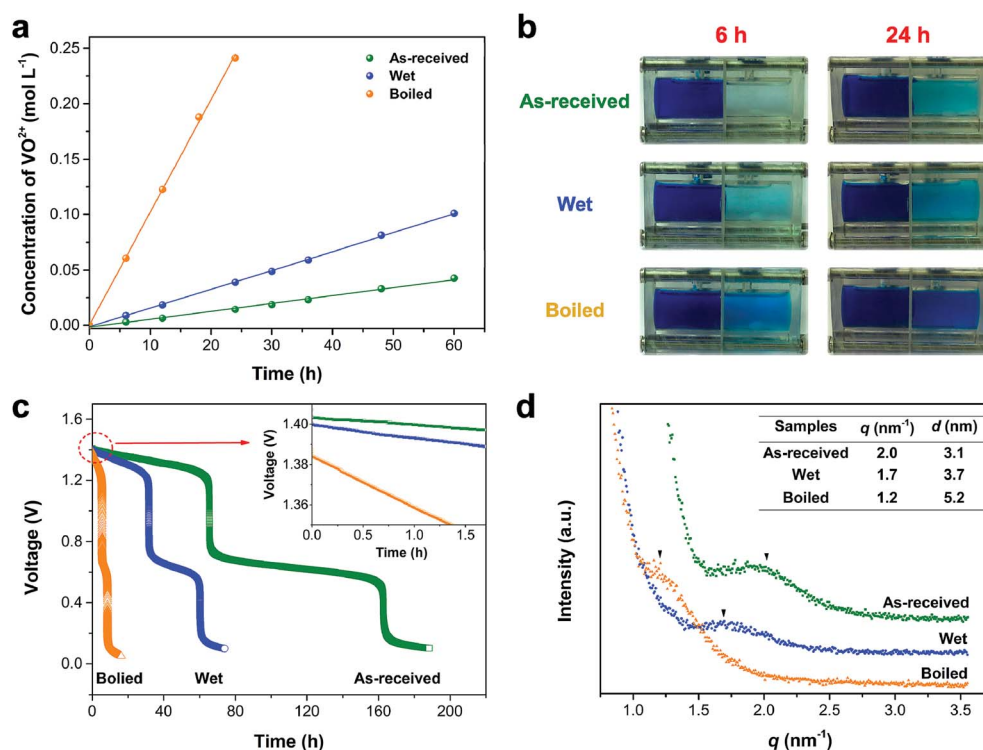 a
Concentration of VO²⁺ (mol L⁻¹)
0.25
0.20
0.15
0.10
0.05
0.00
0 12 24 36 48 60
Time (h)
As-received
Wet
Boiled
b
6 h 24 h
As-received
Wet
Boiled
c
Voltage (V)
1.6
1.2
0.8
0.4
0.0
0 40 80 120 160 200
Time (h)
Bolied Wet As-received
Voltage (V)
1.40
1.38
1.36
0.0 0.5 1.0 1.5
Time (h)
d
Intensity (a.u.)
Samples q (nm⁻¹) d (nm)
As-received 2.0 3.1
Wet 1.7 3.7
Boiled 1.2 5.2
As-received
Wet
Boiled
1.0 1.5 2.0 2.5 3.0 3.5
q (nm⁻¹)